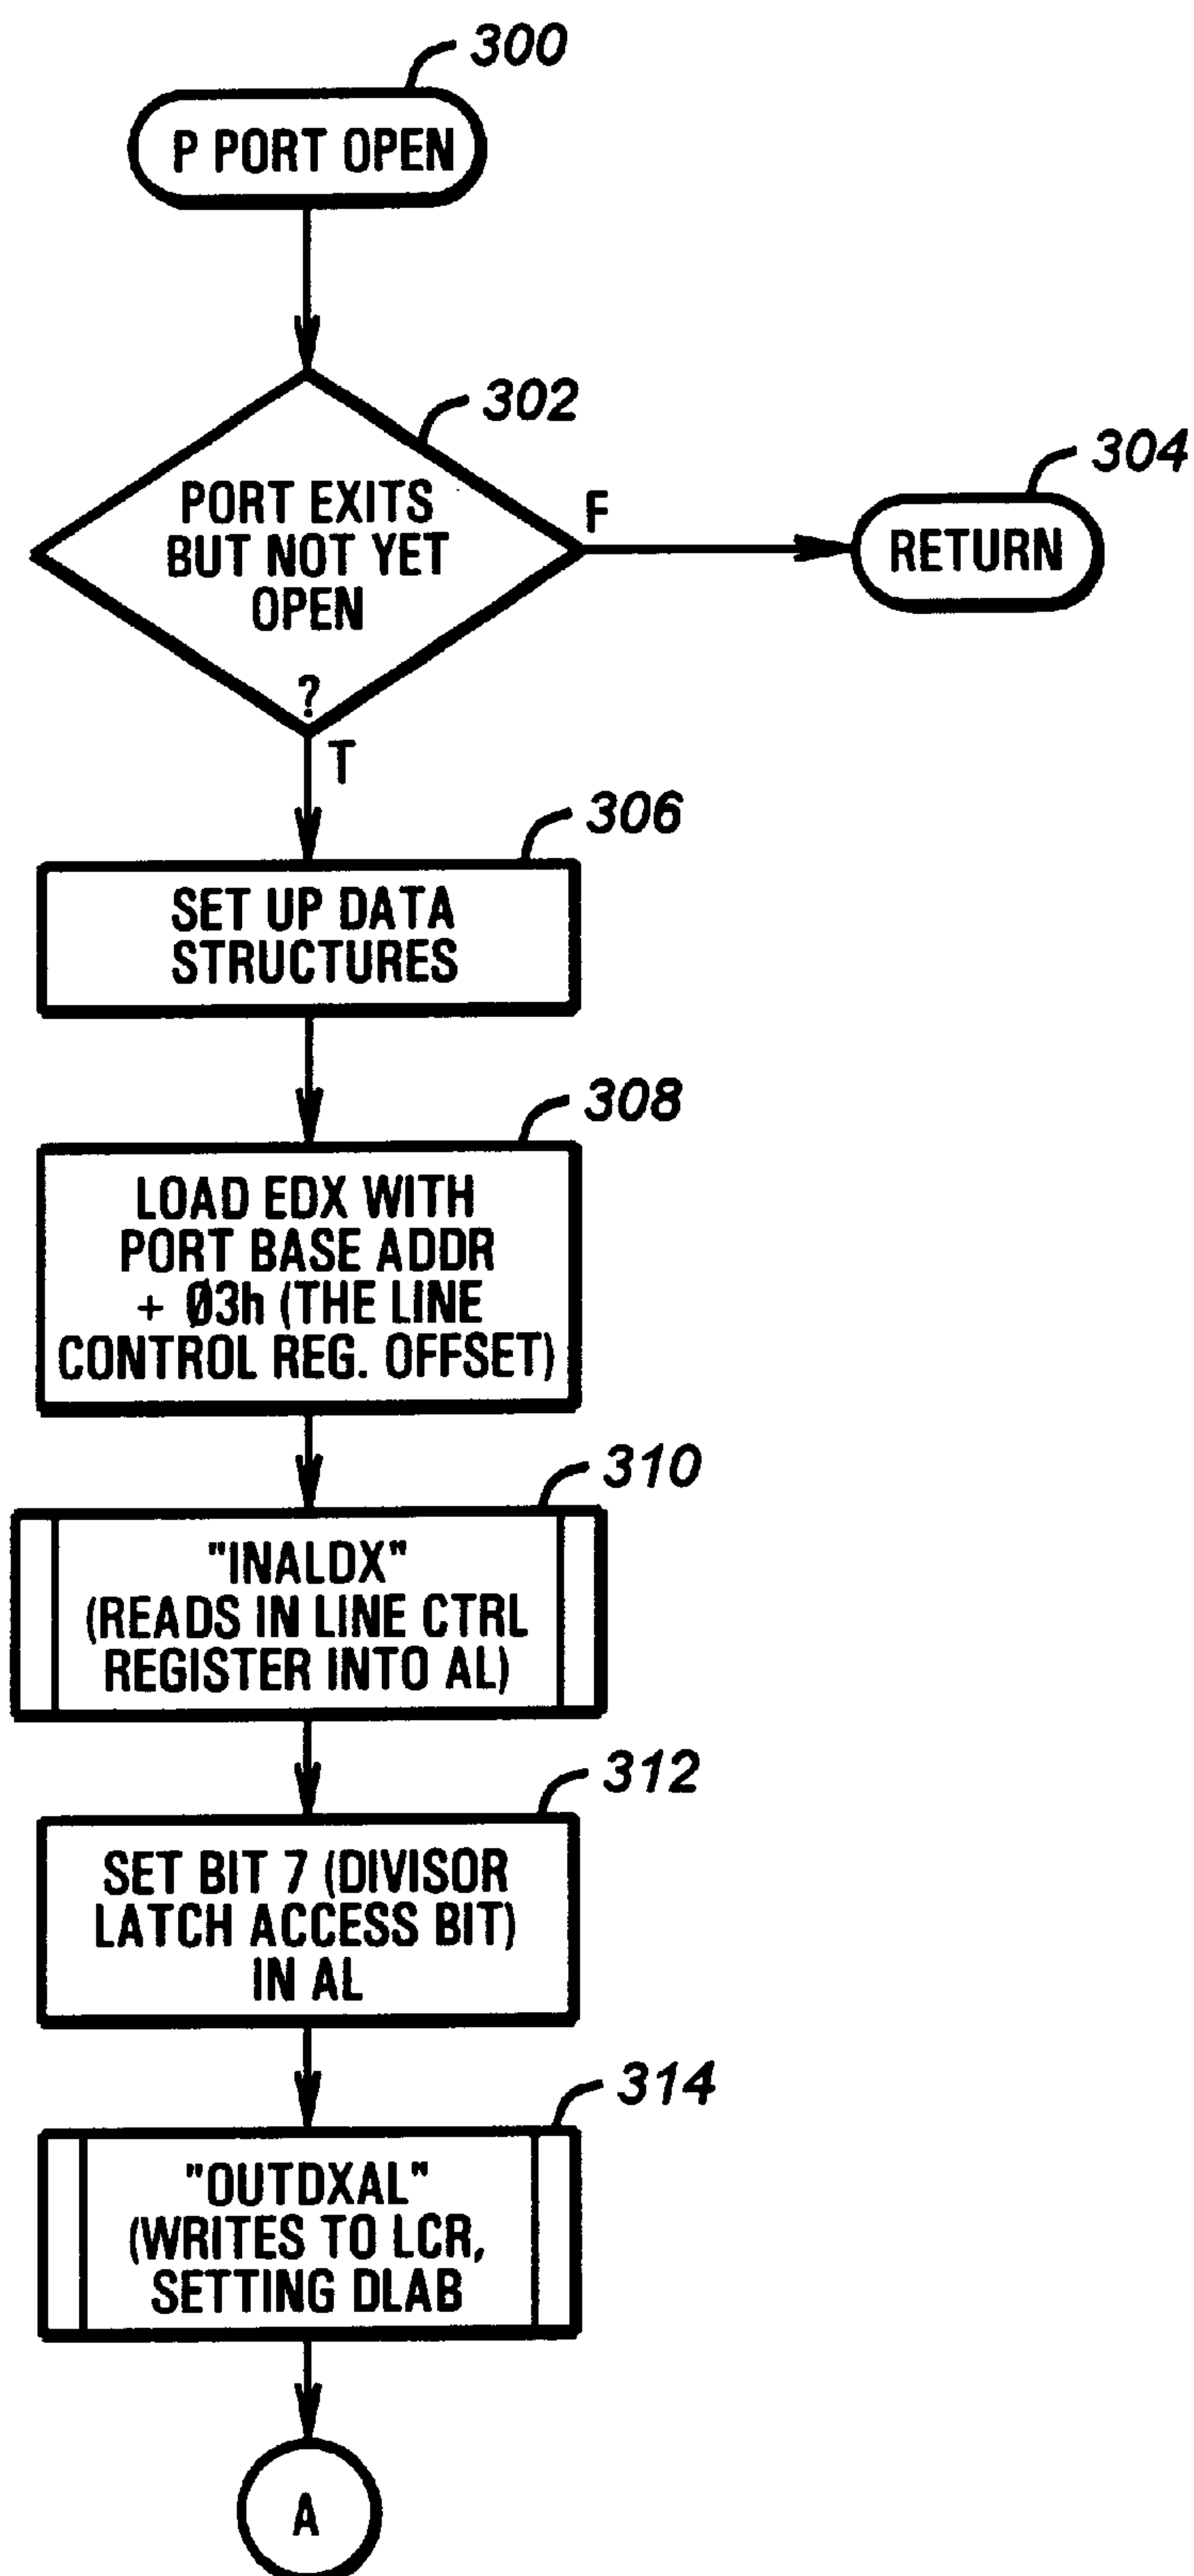 300
P PORT OPEN
302
PORT EXITS
BUT NOT YET
OPEN
?
F
304
RETURN
T
306
SET UP DATA
STRUCTURES
308
LOAD EDX WITH
PORT BASE ADDR
+ Ø3h (THE LINE
CONTROL REG. OFFSET)
310
"INALDX"
(READS IN LINE CTRL
REGISTER INTO AL)
312
SET BIT 7 (DIVISOR
LATCH ACCESS BIT)
IN AL
314
"OUTDXAL"
(WRITES TO LCR,
SETTING DLAB
A